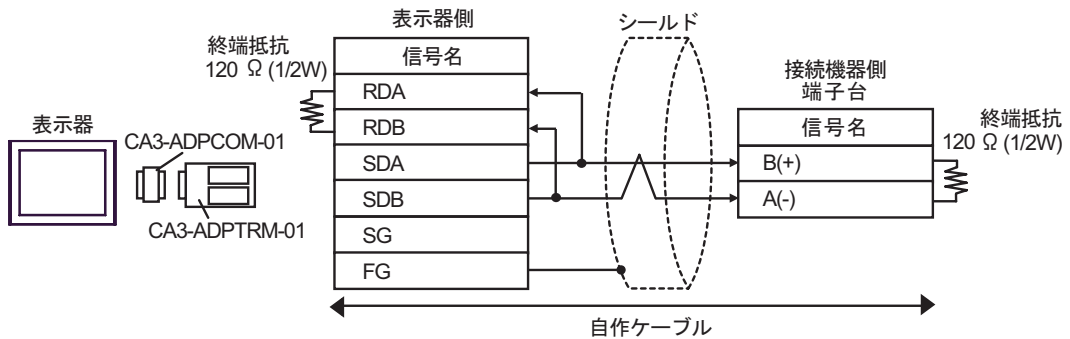 表示器側
シールド
終端抵抗
120 Ω (1/2W)
信号名
RDA
RDB
SDA
SDB
SG
FG
表示器
CA3-ADPCOM-01
CA3-ADPTRM-01
接続機器側
端子台
信号名
B(+)
A(-)
終端抵抗
120 Ω (1/2W)
自作ケーブル